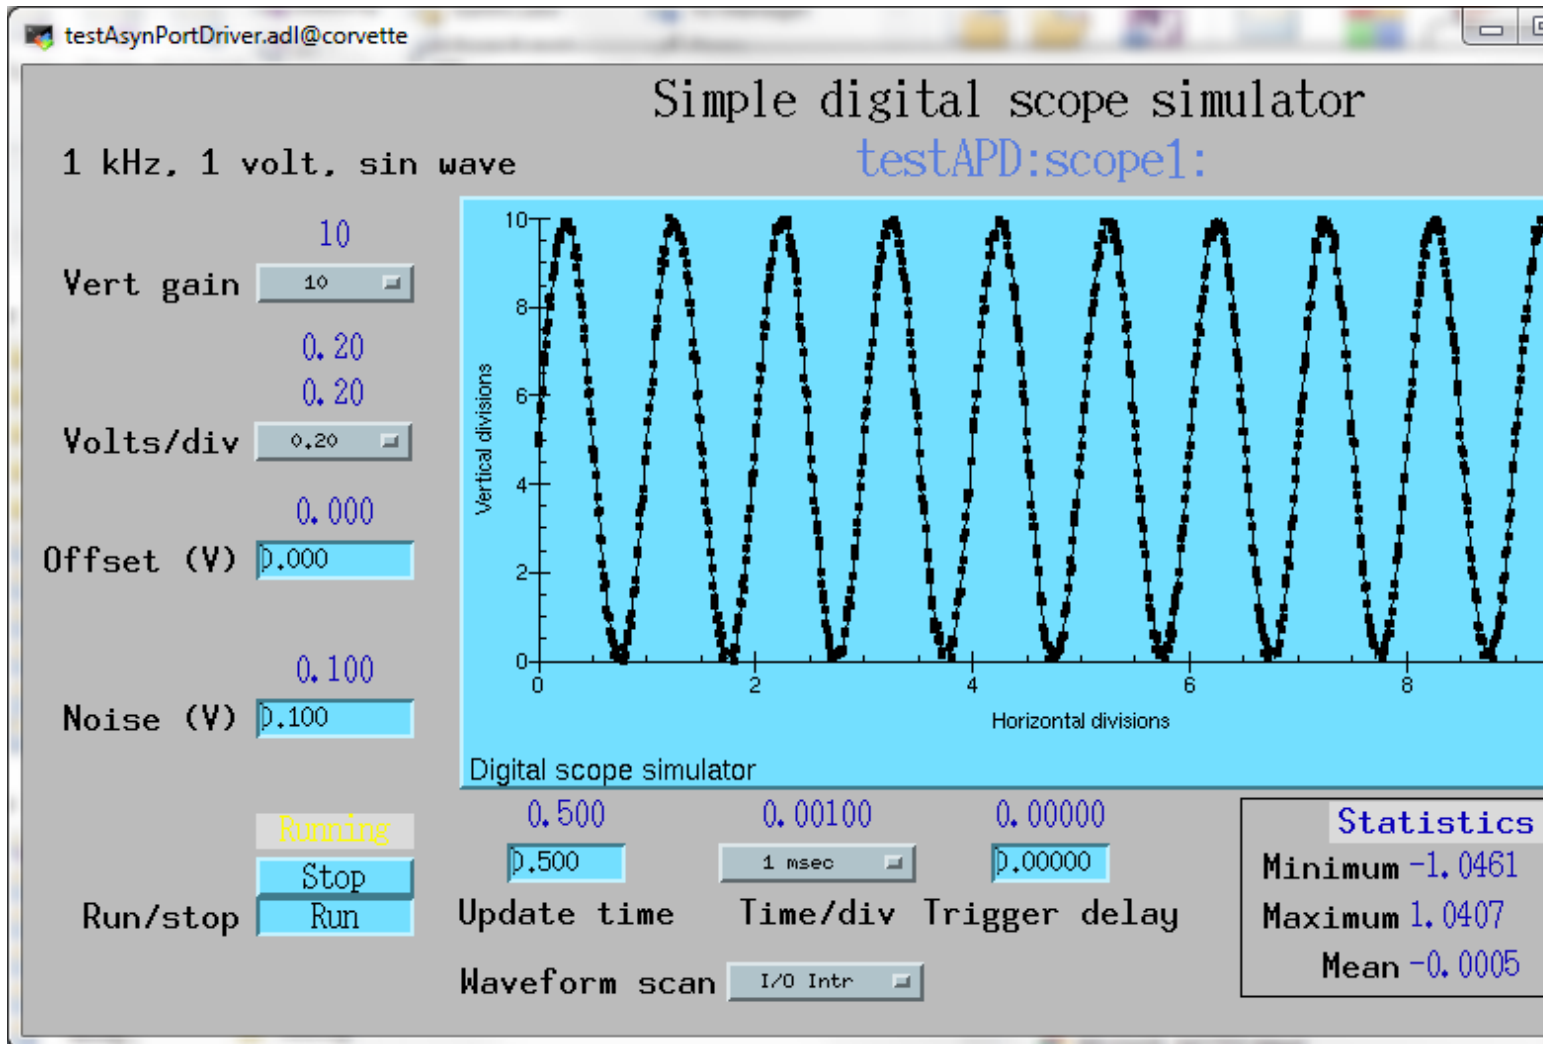 testAsynPortDriver.adl@corvette
Simple digital scope simulator
1 kHz, 1 volt, sin wave
testAPD:scope1:
10
Vert gain 10
0.20
0.20
Volts/div 0.20
0.000
Offset (V) 0.000
0.100
Noise (V) 0.100
Running
Stop
Run/stop Run
10
8
6
4
2
0
Vertical divisions
0 2 4 6 8
Horizontal divisions
Digital scope simulator
0.500 0.00100 0.00000
0.500 1 msec 0.00000
Update time Time/div Trigger delay
Waveform scan I/O Intr
Statistics
Minimum -1.0461
Maximum 1.0407
Mean -0.0005